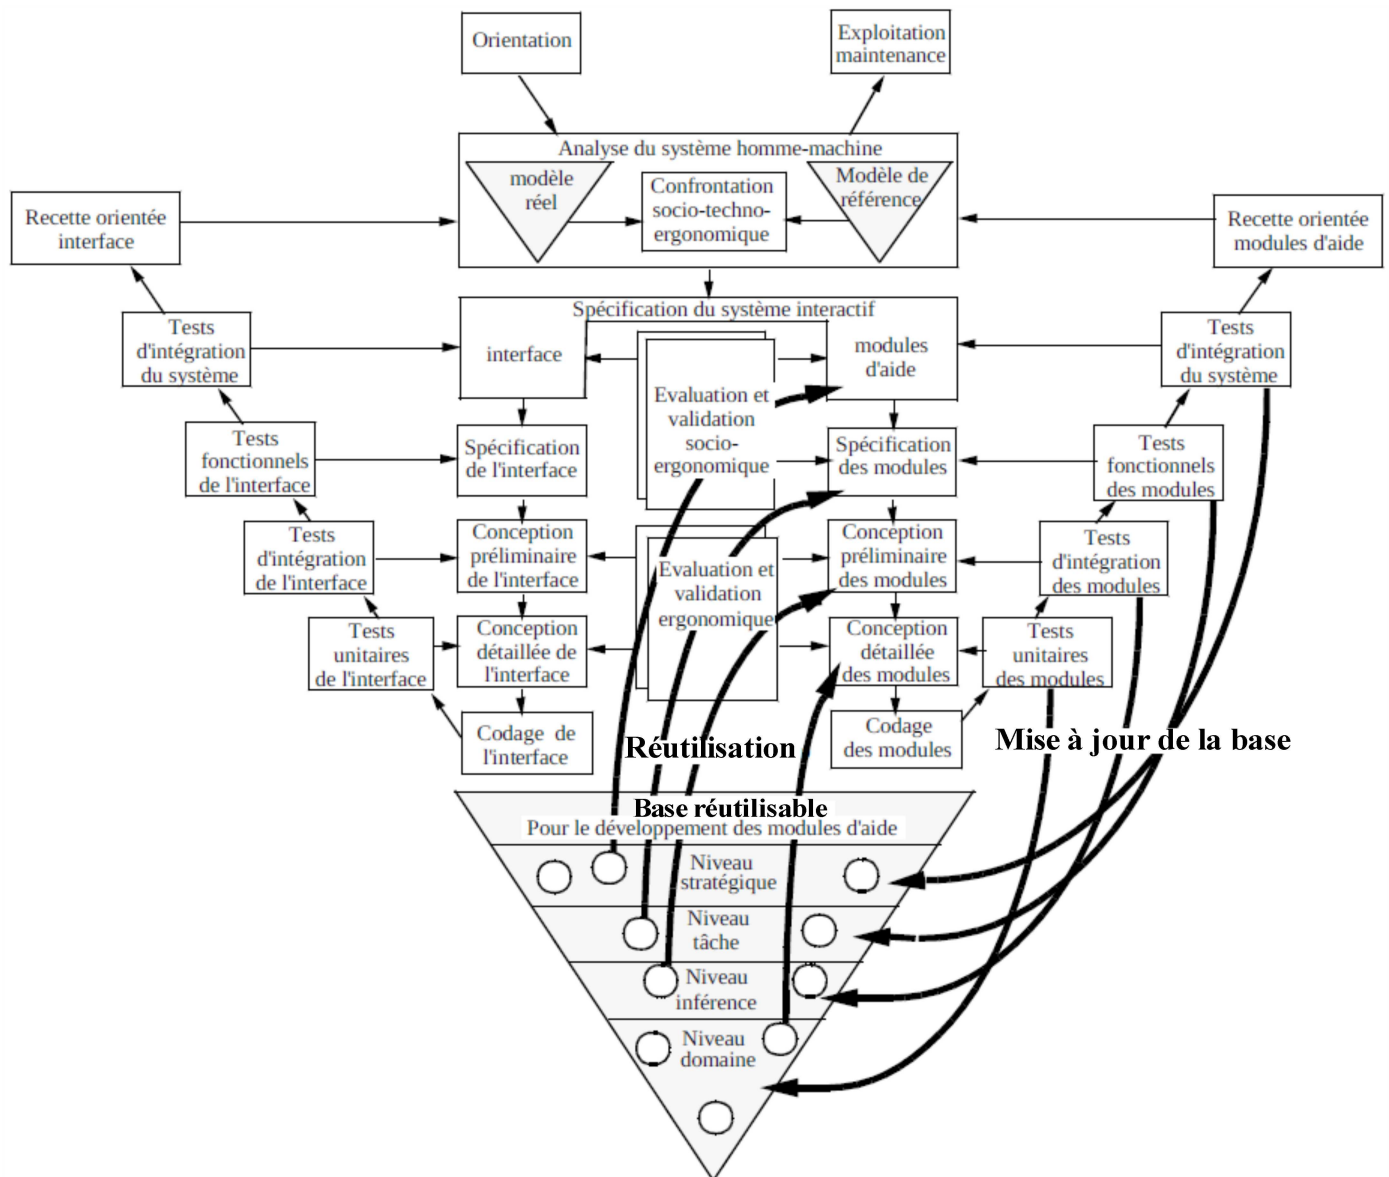 Orientation
Exploitation
maintenance
Analyse du système homme-machine
modèle
réel
Confrontation
socio-techno-
ergonomique
Modèle de
référence
Recette orientée
interface
Recette orientée
modules d'aide
Spécification du système interactif
interface
modules
d'aide
Tests
d'intégration
du système
Tests
d'intégration
du système
Evaluation et
validation
socio-
ergonomique
Tests
fonctionnels
de l'interface
Spécification
de l'interface
Spécification
des modules
Tests
fonctionnels
des modules
Tests
d'intégration
de l'interface
Conception
préliminaire
de l'interface
Evaluation et
validation
ergonomique
Conception
préliminaire
des modules
Tests
d'intégration
des modules
Tests
unitaires
de l'interface
Conception
détaillée de
l'interface
Conception
détaillée
des modules
Tests
unitaires
des modules
Codage de
l'interface
Codage
des modules
Réutilisation
Mise à jour de la base
Base réutilisable
Pour le développement des modules d'aide
Niveau
stratégique
Niveau
tâche
Niveau
inférence
Niveau
domaine